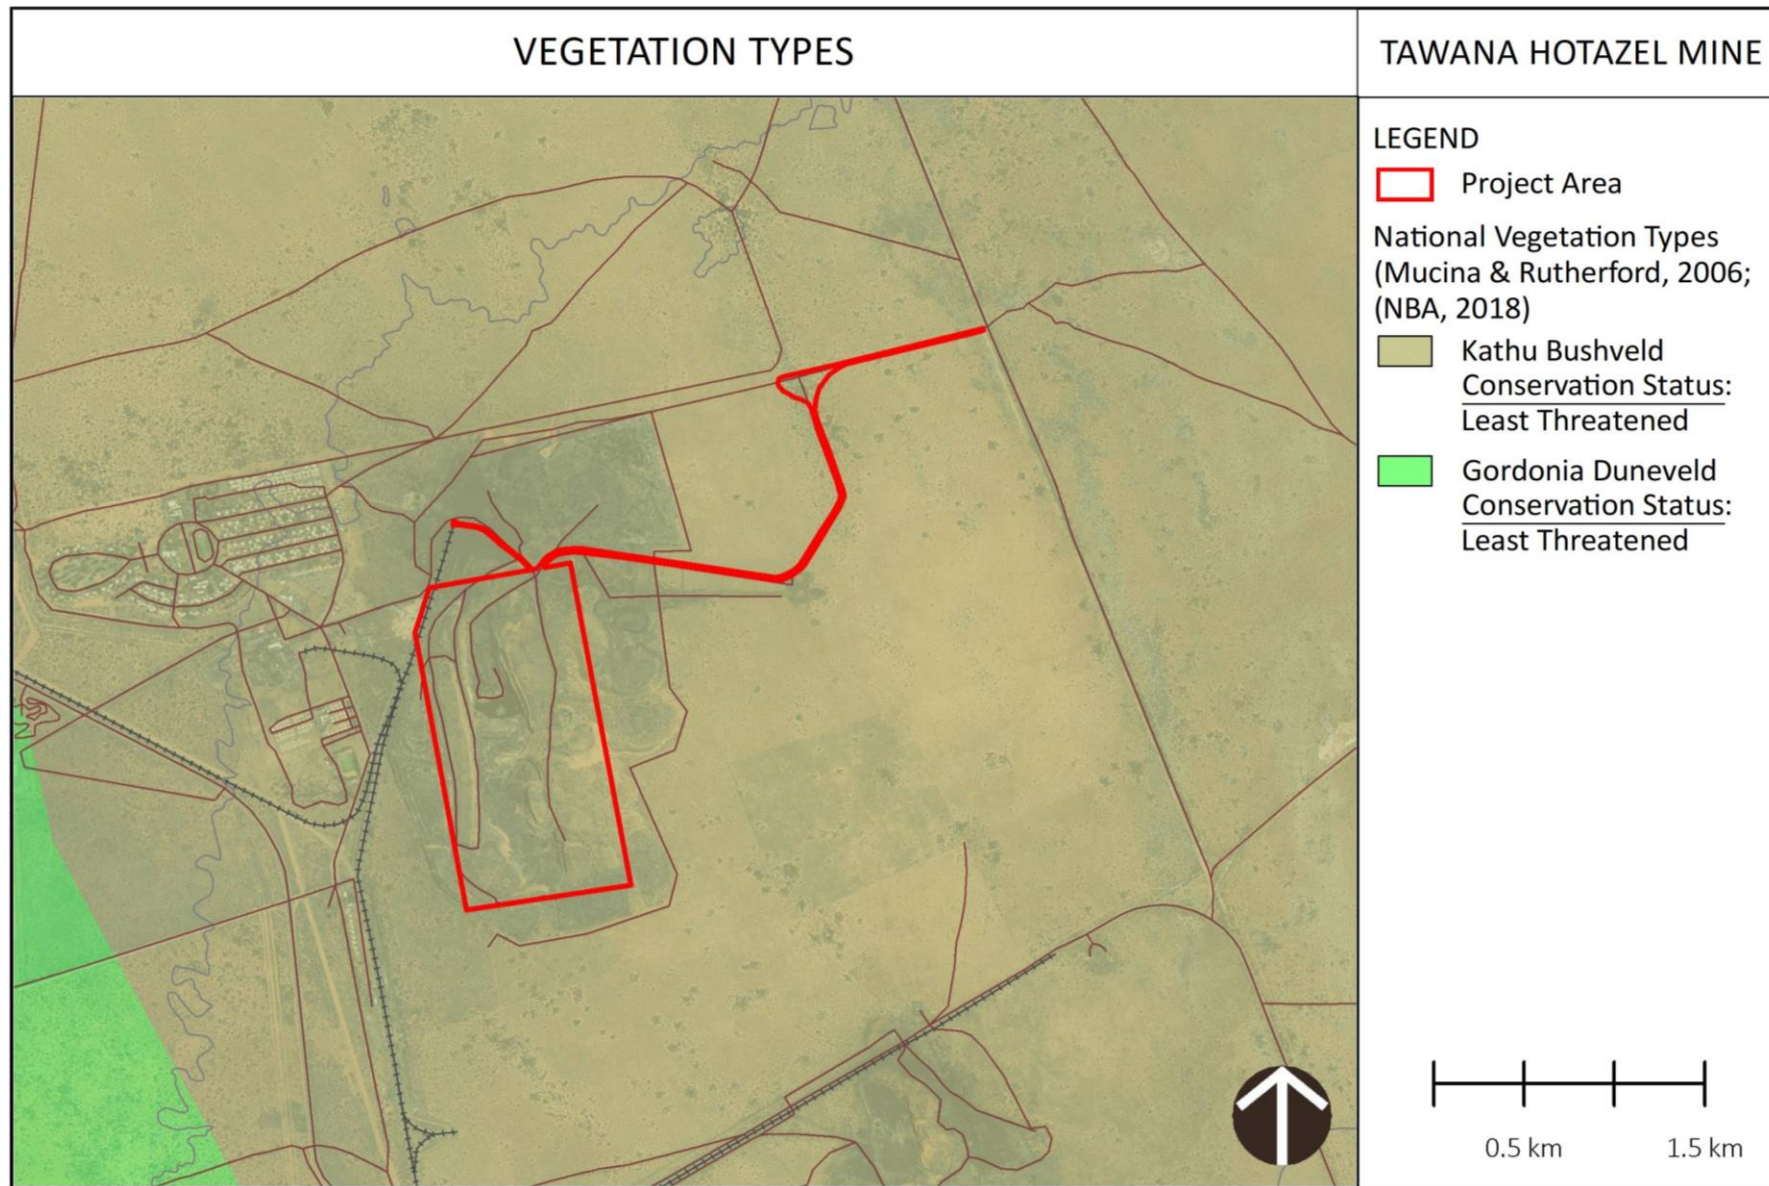 VEGETATION TYPES
TAWANA HOTAZEL MINE
LEGEND
Project Area
National Vegetation Types
(Mucina & Rutherford, 2006;
(NBA, 2018)
Kathu Bushveld
Conservation Status:
Least Threatened
Gordonia Duneveld
Conservation Status:
Least Threatened
0.5 km 1.5 km